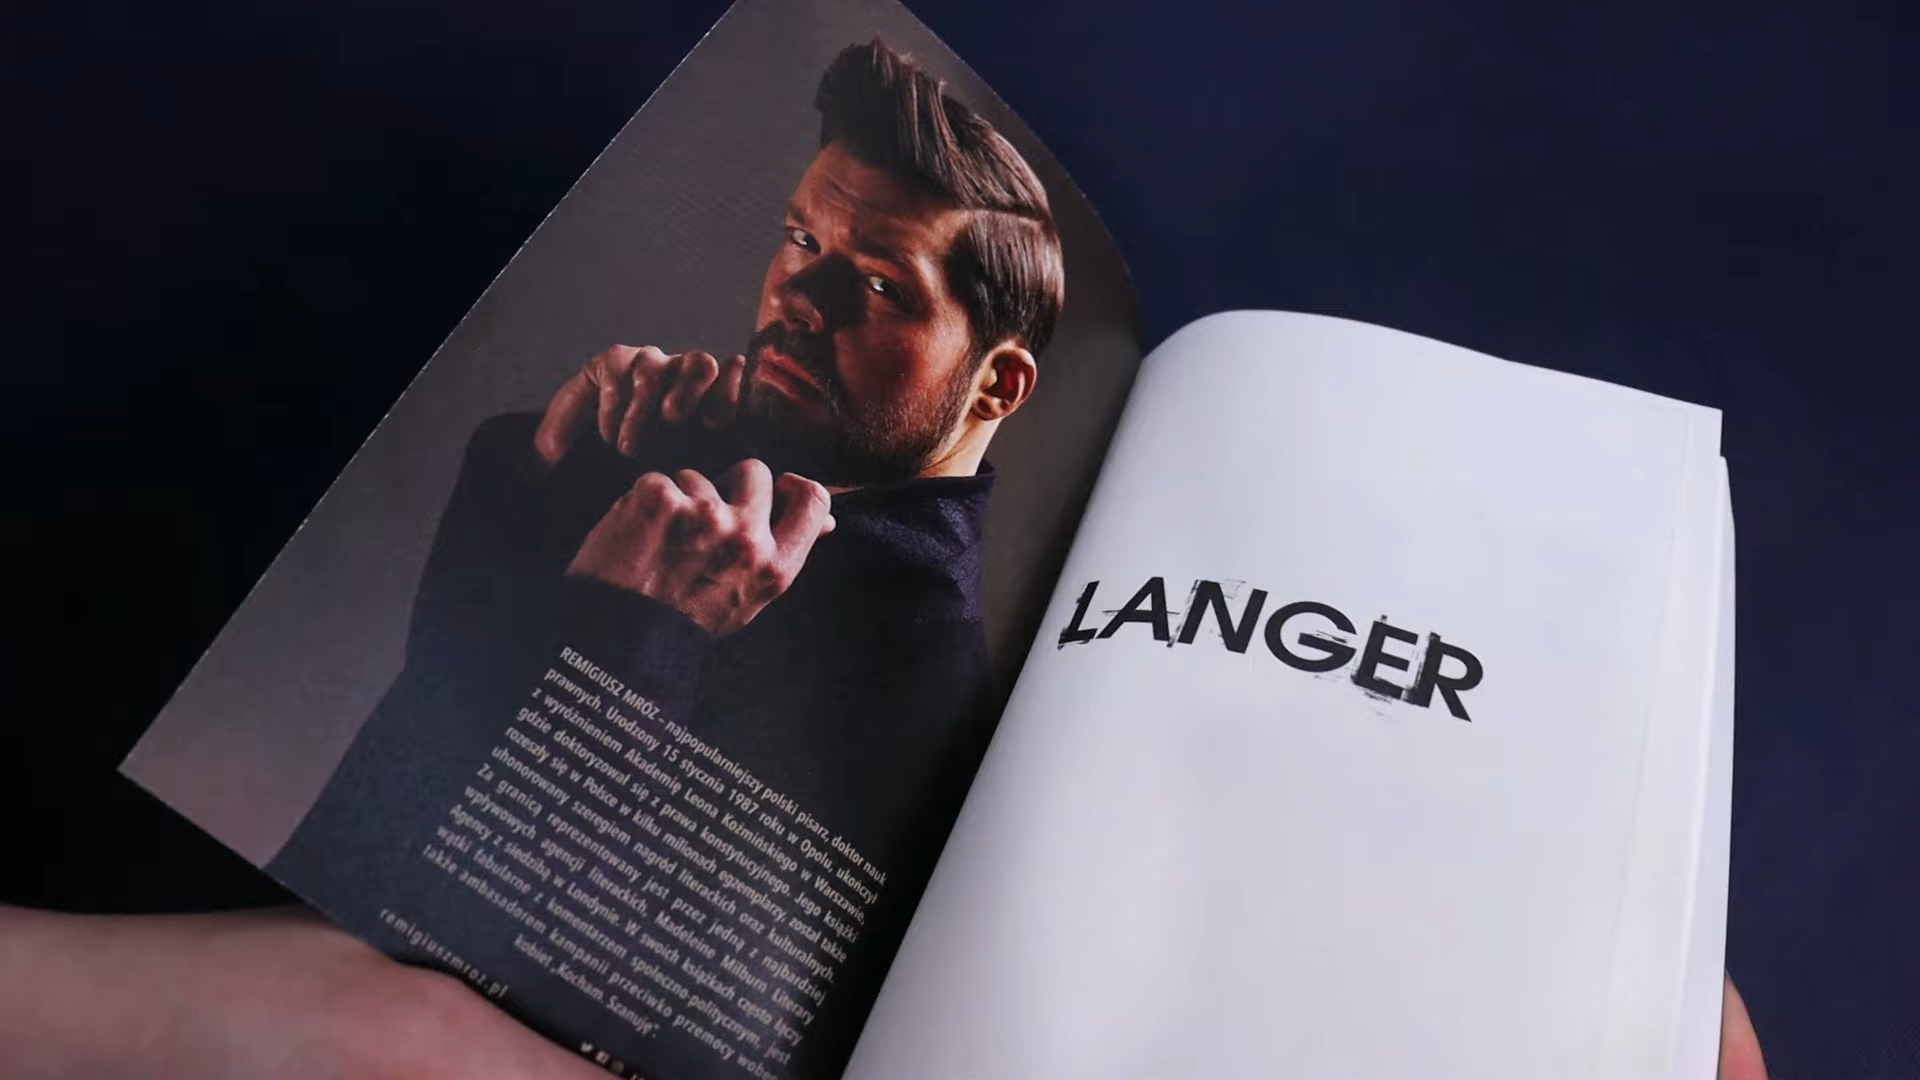 REMIGIUSZ MRÓZ – najpopularniejszy polski pisarz, doktor nauk
prawnych. Urodzony 15 stycznia 1987 roku w Opolu, ukończył
z wyróżnieniem Akademię Leona Koźmińskiego w Warszawie,
gdzie doktoryzował się z prawa konstytucyjnego. Jego książki
rozeszły się w Polsce w kilku milionach egzemplarzy, został także
uhonorowany szeregiem nagród literackich oraz kulturalnych.
Za granicą reprezentowany jest przez jedną z najbardziej
wpływowych agencji literackich, Madeleine Milburn Literary
Agency z siedzibą w Londynie. W swoich książkach często łączy
wątki fabularne z komentarzem społeczno-politycznym, jest
także ambasadorem kampanii przeciwko przemocy wobec
kobiet „Kocham. Szanuję”.
remigiuszmroz.pl
LANGER